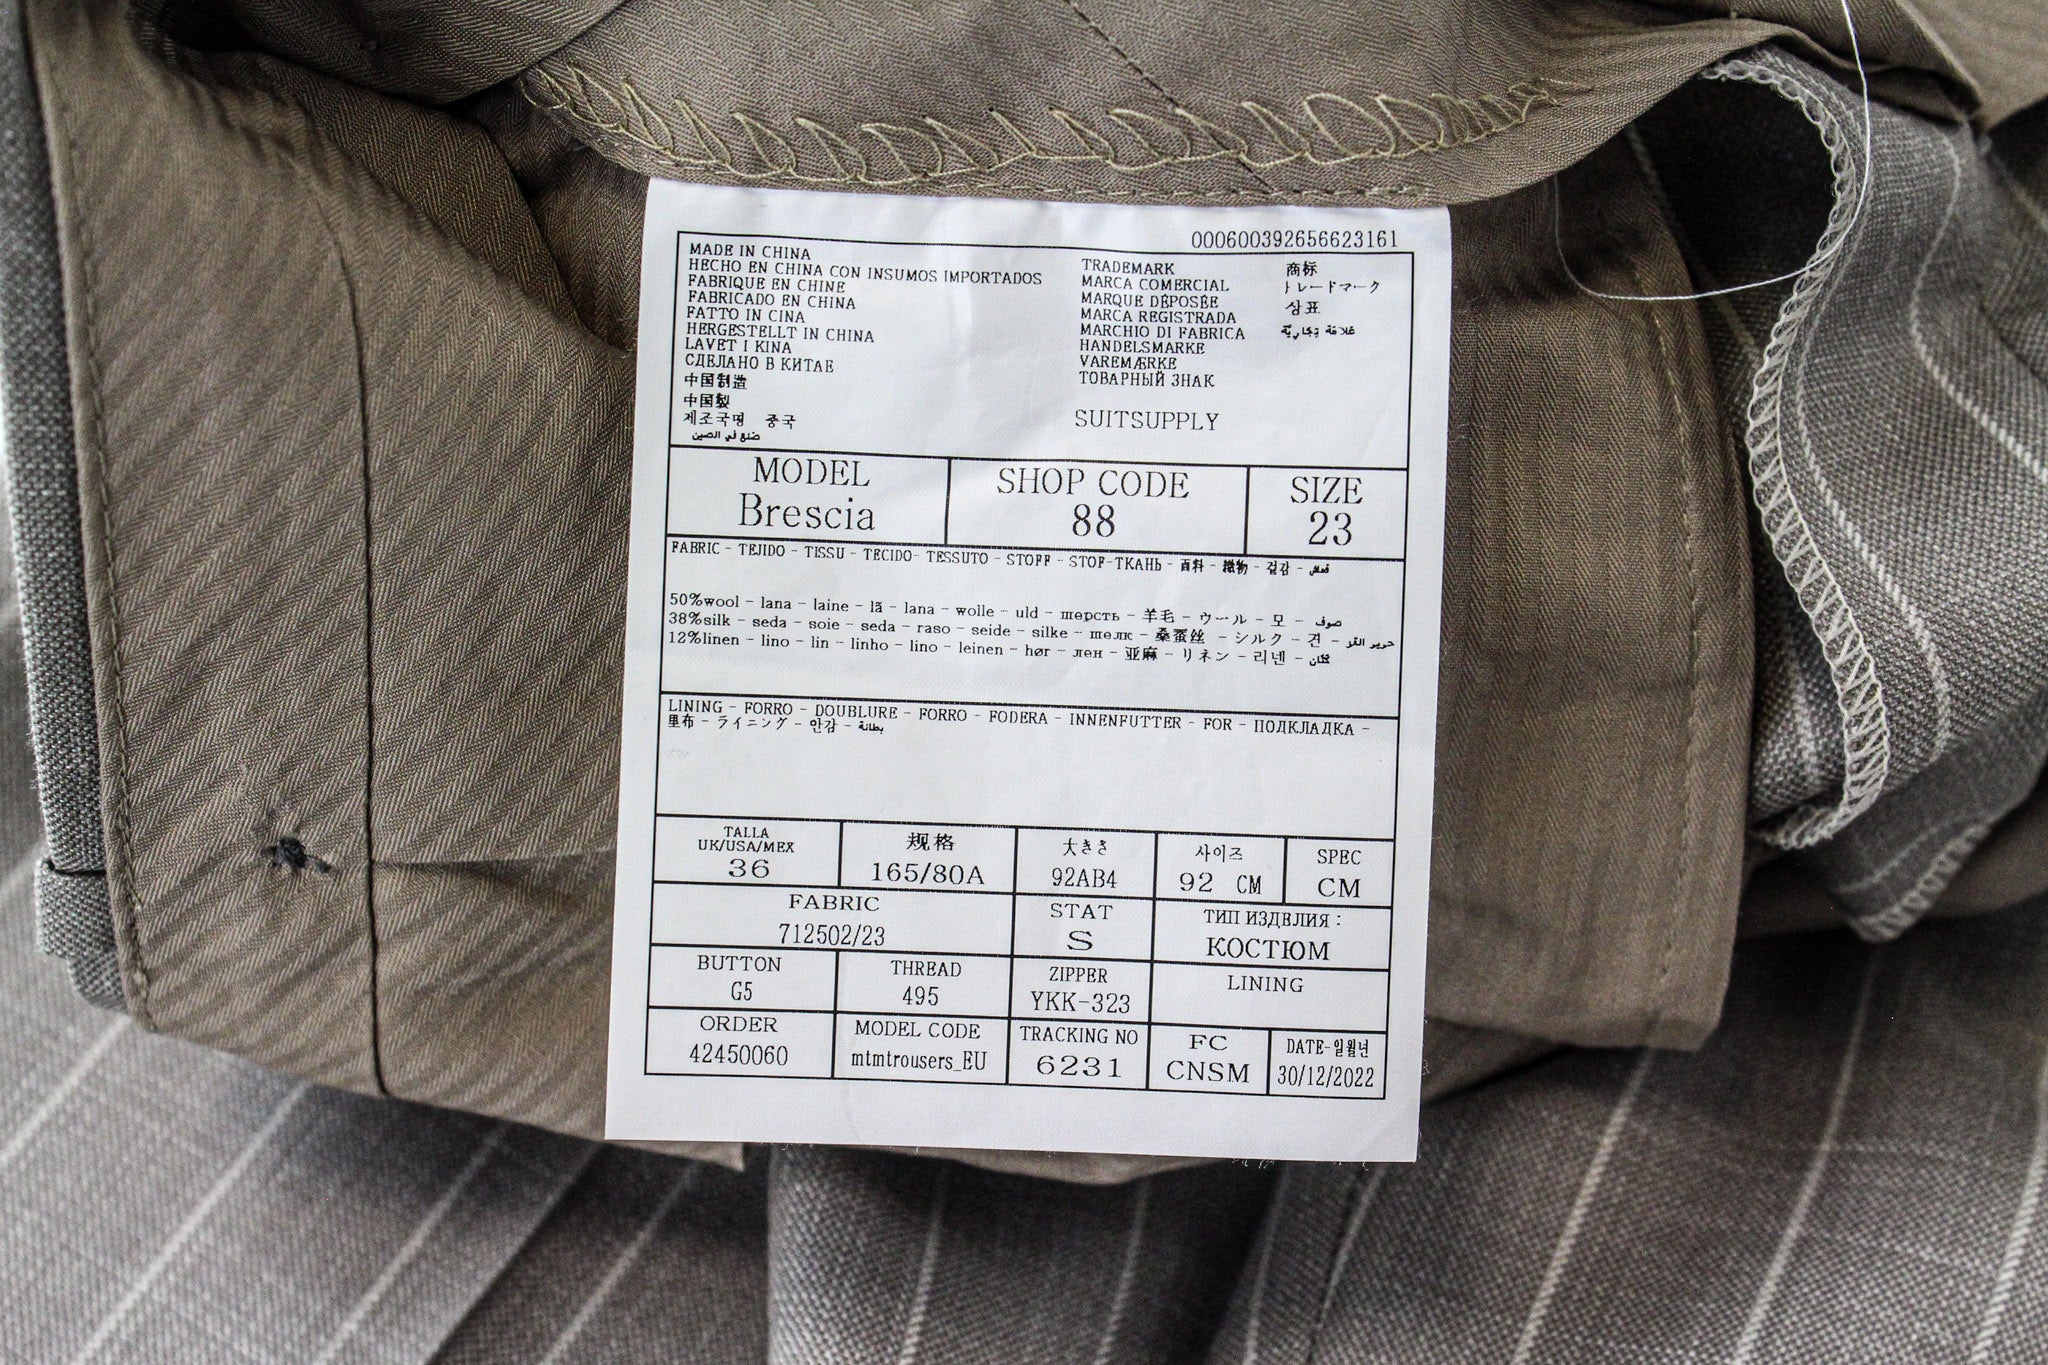 000600392656623161
MADE IN CHINA
HECHO EN CHINA CON INSUMOS IMPORTADOS
FABRIQUE EN CHINE
FABRICADO EN CHINA
FATTO IN CINA
HERGESTELLT IN CHINA
LAVET I KINA
СДЕЛАНО В КИТАЕ
中国制造
中国製
제조국명 중국
صنع في الصين
TRADEMARK
MARCA COMERCIAL
MARQUE DÉPOSÉE
MARCA REGISTRADA
MARCHIO DI FABRICA
HANDELSMARKE
VAREMÆRKE
ТОВАРНЫЙ ЗНАК
商标
トレードマーク
상표
علامة تجارية
SUITSUPPLY
MODEL
Brescia
SHOP CODE
88
SIZE
23
FABRIC - TEJIDO - TISSU - TECIDO- TESSUTO - STOFF - STOF-ТКАНЬ - 百料 - 織物 - 겉감 - قماش
50%wool - lana - laine - lã - lana - wolle - uld - шерсть - 羊毛 - ウール - 모 - صوف
38%silk - seda - soie - seda - raso - seide - silke - шелк - 桑蚕丝 - シルク - 견 - حرير القز
12%linen - lino - lin - linho - lino - leinen - hør - лен - 亚麻 - リネン - 리넨 - كتان
LINING - FORRO - DOUBLURE - FORRO - FODERA - INNENFUTTER - FOR - ПОДКЛАДКА -
里布 - ライニング - 안감 - بطانة
TALLA
UK/USA/MEX
36
规格
165/80A
大きさ
92AB4
사이즈
92 CM
SPEC
CM
FABRIC
712502/23
STAT
S
ТИП ИЗДВЛИЯ :
КОСТЮМ
BUTTON
G5
THREAD
495
ZIPPER
YKK-323
LINING
ORDER
42450060
MODEL CODE
mtmtrousers_EU
TRACKING NO
6231
FC
CNSM
DATE-일월년
30/12/2022